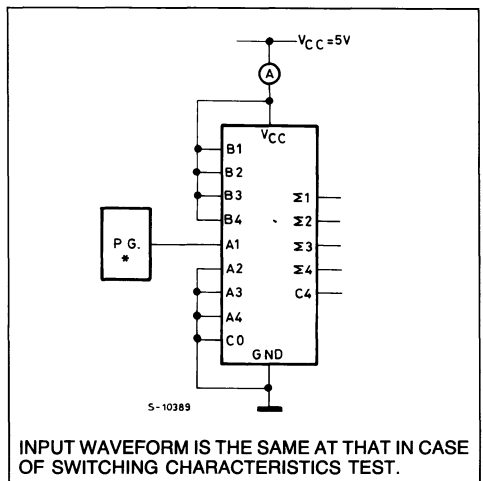 VCC=5V
A
VCC
B1
B2
B3
B4
A1
A2
A3
A4
C0
GND
Σ1
Σ2
Σ3
Σ4
C4
P.G.
*
S-10389
INPUT WAVEFORM IS THE SAME AT THAT IN CASE
OF SWITCHING CHARACTERISTICS TEST.